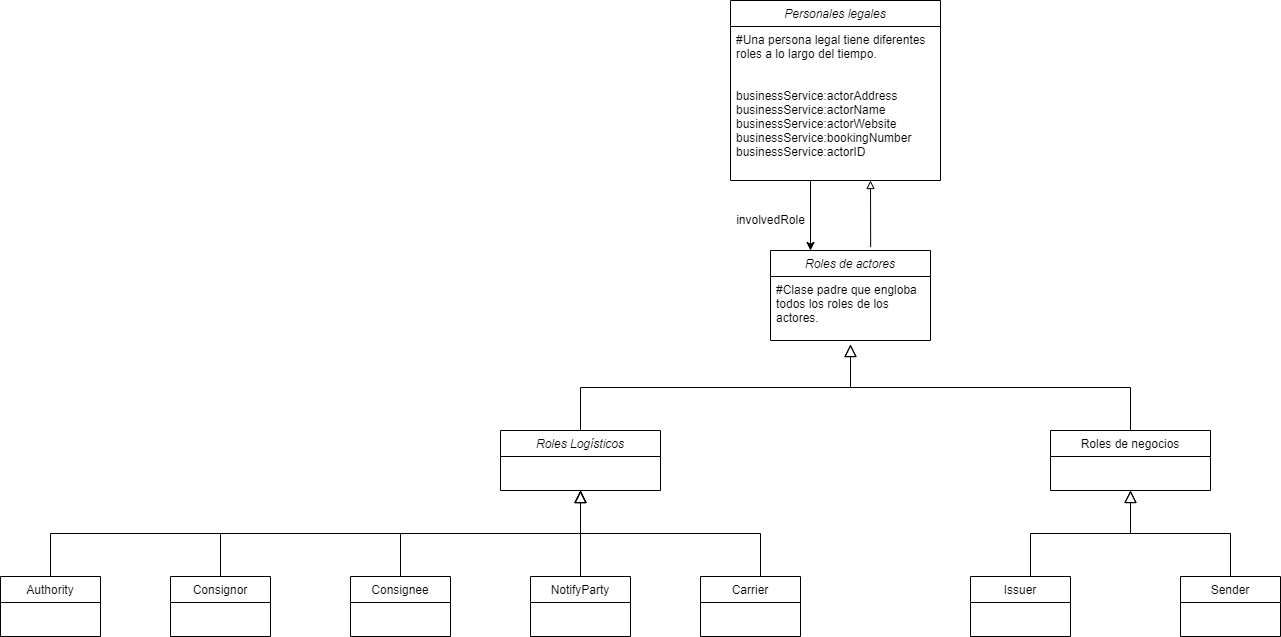 Personales legales
#Una persona legal tiene diferentes
roles a lo largo del tiempo.
businessService:actorAddress
businessService:actorName
businessService:actorWebsite
businessService:bookingNumber
businessService:actorID
involvedRole
Roles de actores
#Clase padre que engloba
todos los roles de los
actores.
Roles Logísticos
Roles de negocios
Authority
Consignor
Consignee
NotifyParty
Carrier
Issuer
Sender